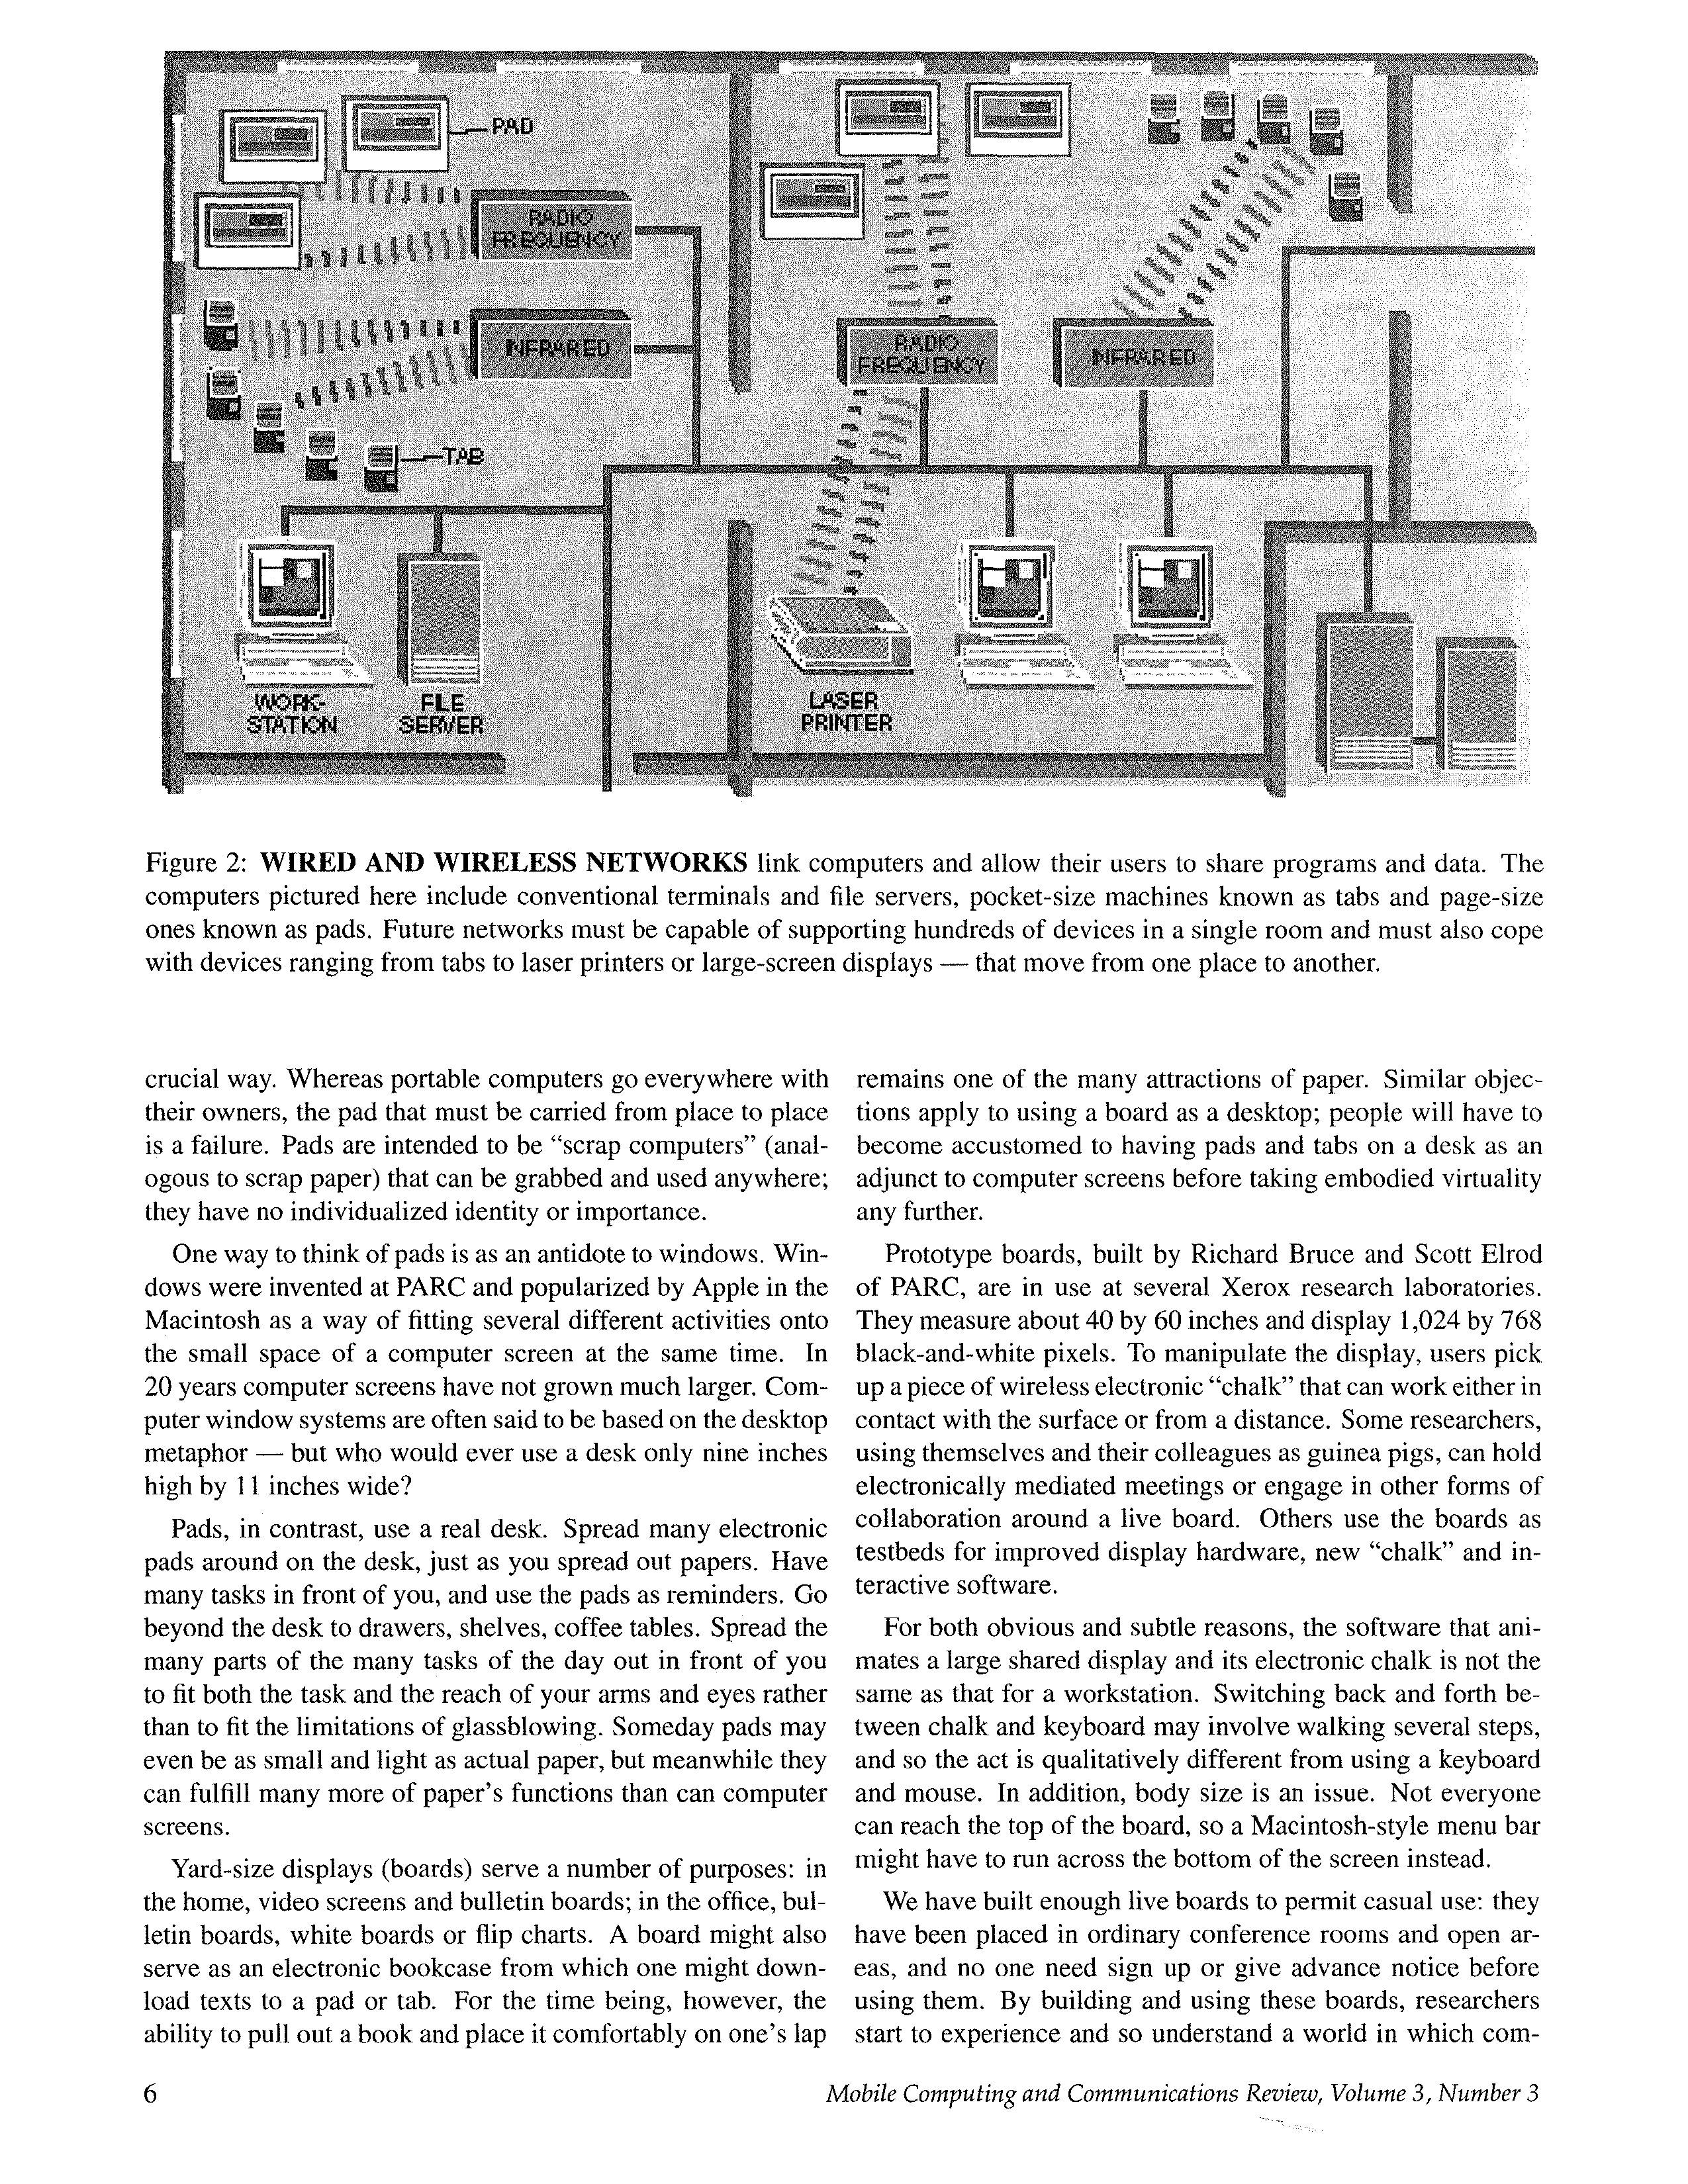 PAD
RADIO
FREQUENCY
INFRARED
RADIO
FREQUENCY
INFRARED
TAB
WORK-
STATION
FILE
SERVER
LASER
PRINTER
Figure 2: WIRED AND WIRELESS NETWORKS link computers and allow their users to share programs and data. The
computers pictured here include conventional terminals and file servers, pocket-size machines known as tabs and page-size
ones known as pads. Future networks must be capable of supporting hundreds of devices in a single room and must also cope
with devices ranging from tabs to laser printers or large-screen displays — that move from one place to another.
crucial way. Whereas portable computers go everywhere with
their owners, the pad that must be carried from place to place
is a failure. Pads are intended to be “scrap computers” (anal-
ogous to scrap paper) that can be grabbed and used anywhere;
they have no individualized identity or importance.
One way to think of pads is as an antidote to windows. Win-
dows were invented at PARC and popularized by Apple in the
Macintosh as a way of fitting several different activities onto
the small space of a computer screen at the same time. In
20 years computer screens have not grown much larger. Com-
puter window systems are often said to be based on the desktop
metaphor — but who would ever use a desk only nine inches
high by 11 inches wide?
Pads, in contrast, use a real desk. Spread many electronic
pads around on the desk, just as you spread out papers. Have
many tasks in front of you, and use the pads as reminders. Go
beyond the desk to drawers, shelves, coffee tables. Spread the
many parts of the many tasks of the day out in front of you
to fit both the task and the reach of your arms and eyes rather
than to fit the limitations of glassblowing. Someday pads may
even be as small and light as actual paper, but meanwhile they
can fulfill many more of paper’s functions than can computer
screens.
Yard-size displays (boards) serve a number of purposes: in
the home, video screens and bulletin boards; in the office, bul-
letin boards, white boards or flip charts. A board might also
serve as an electronic bookcase from which one might down-
load texts to a pad or tab. For the time being, however, the
ability to pull out a book and place it comfortably on one’s lap
remains one of the many attractions of paper. Similar objec-
tions apply to using a board as a desktop; people will have to
become accustomed to having pads and tabs on a desk as an
adjunct to computer screens before taking embodied virtuality
any further.
Prototype boards, built by Richard Bruce and Scott Elrod
of PARC, are in use at several Xerox research laboratories.
They measure about 40 by 60 inches and display 1,024 by 768
black-and-white pixels. To manipulate the display, users pick
up a piece of wireless electronic “chalk” that can work either in
contact with the surface or from a distance. Some researchers,
using themselves and their colleagues as guinea pigs, can hold
electronically mediated meetings or engage in other forms of
collaboration around a live board. Others use the boards as
testbeds for improved display hardware, new “chalk” and in-
teractive software.
For both obvious and subtle reasons, the software that ani-
mates a large shared display and its electronic chalk is not the
same as that for a workstation. Switching back and forth be-
tween chalk and keyboard may involve walking several steps,
and so the act is qualitatively different from using a keyboard
and mouse. In addition, body size is an issue. Not everyone
can reach the top of the board, so a Macintosh-style menu bar
might have to run across the bottom of the screen instead.
We have built enough live boards to permit casual use: they
have been placed in ordinary conference rooms and open ar-
eas, and no one need sign up or give advance notice before
using them. By building and using these boards, researchers
start to experience and so understand a world in which com-
6
Mobile Computing and Communications Review, Volume 3, Number 3